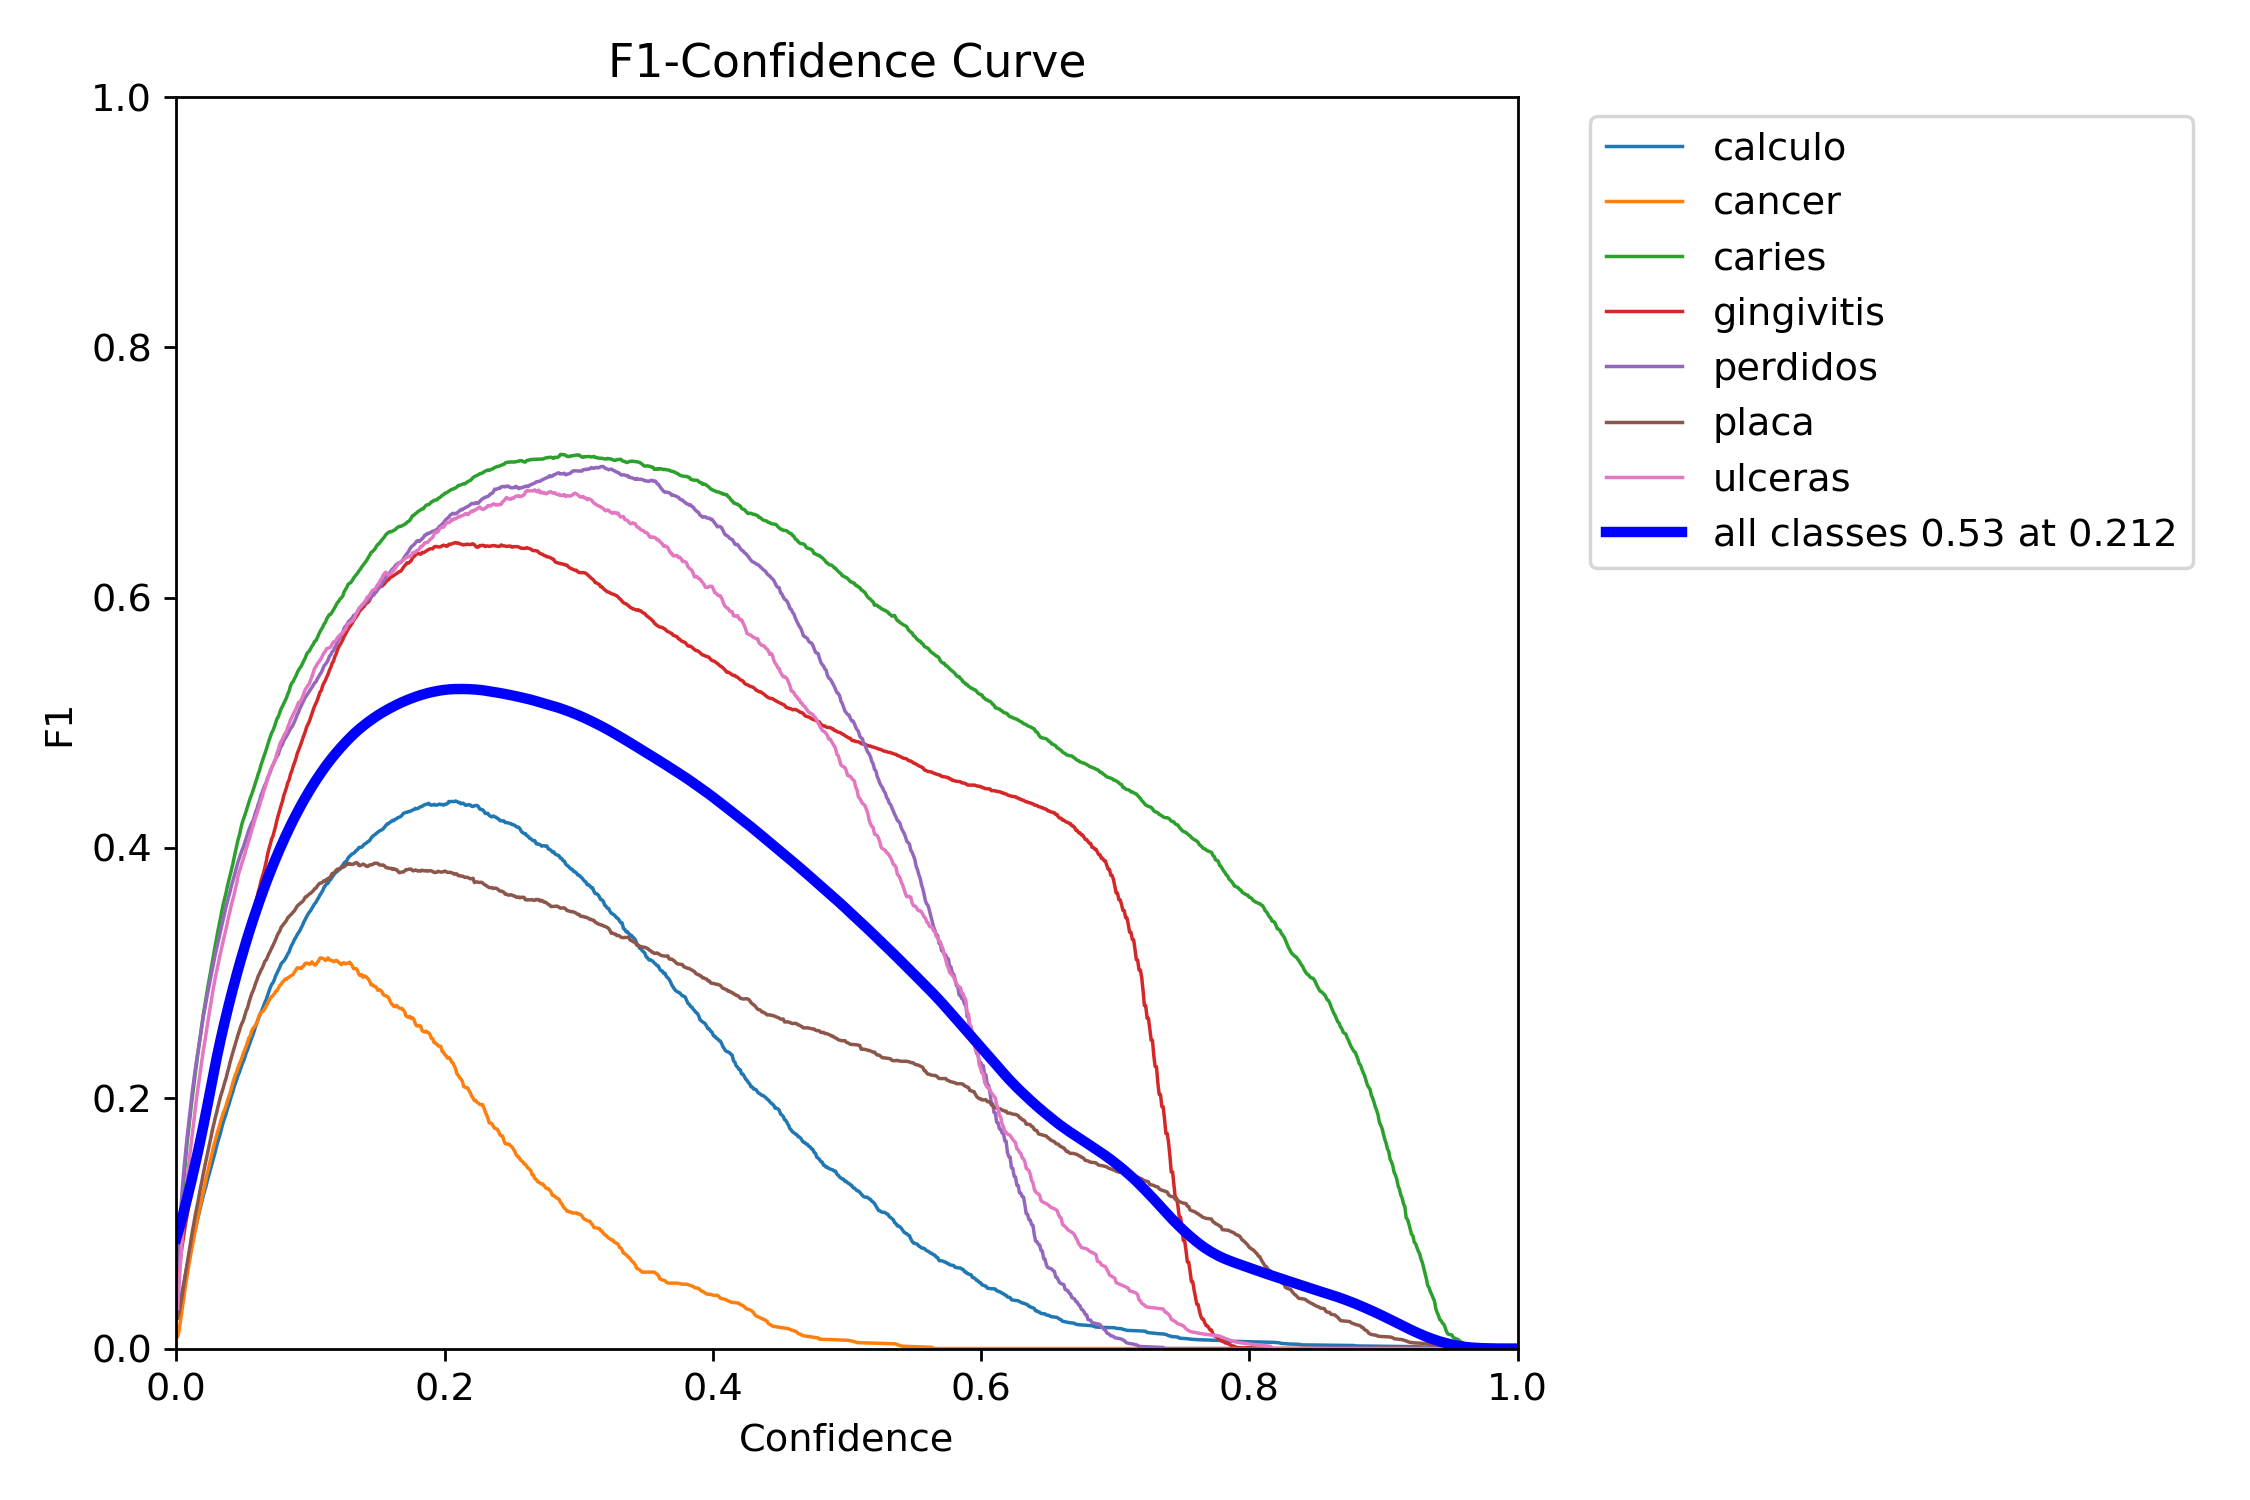 F1-Confidence Curve
1.0
0.8
0.6
0.4
0.2
0.0
F1
0.0 0.2 0.4 0.6 0.8 1.0
Confidence
calculo
cancer
caries
gingivitis
perdidos
placa
ulceras
all classes 0.53 at 0.212